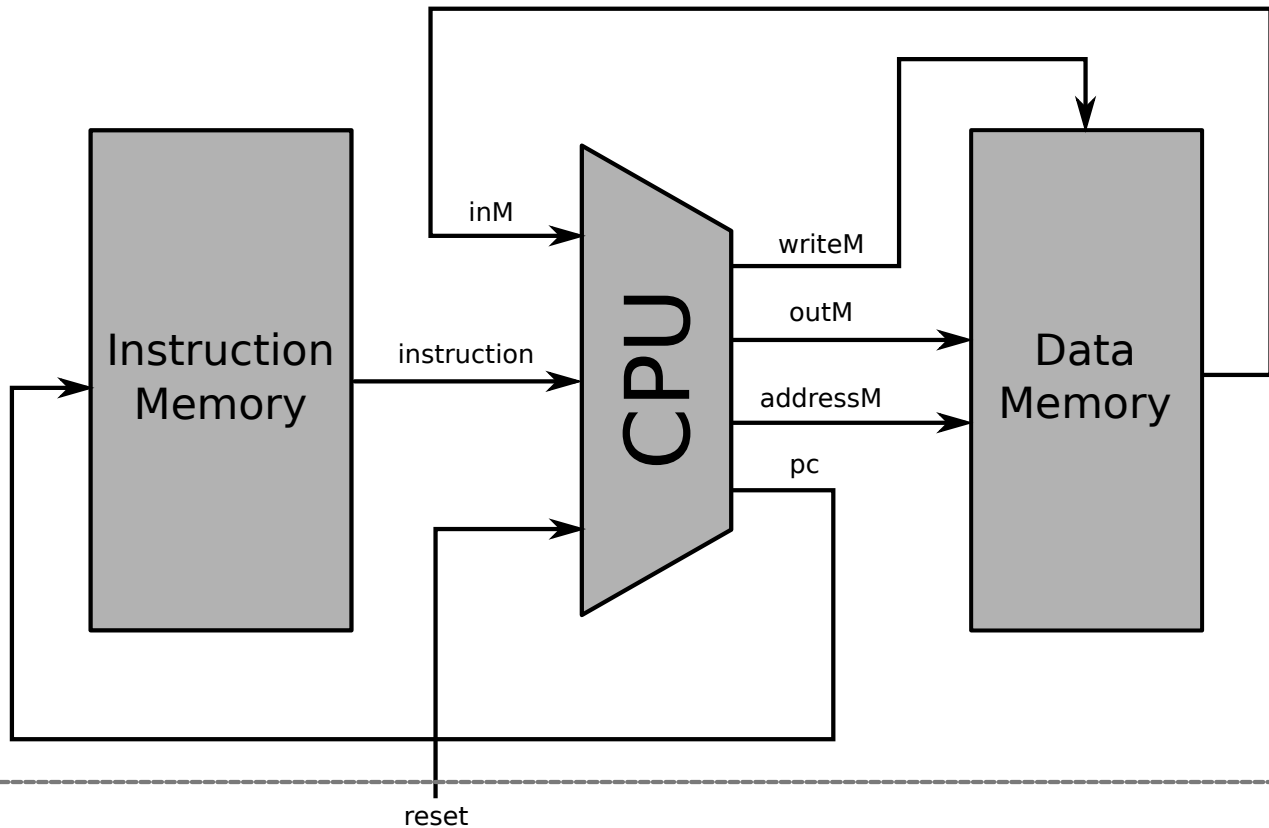 inM
writeM
outM
Instruction
Memory
instruction
CPU
Data
Memory
addressM
pc
reset